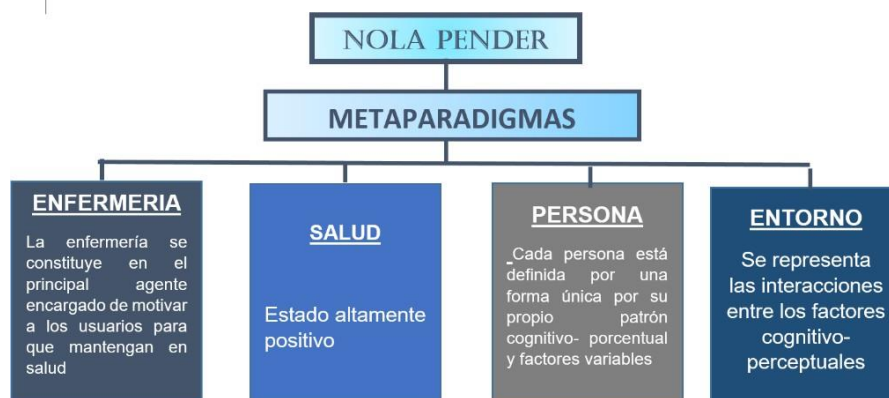 NOLA PENDER
METAPARADIGMAS
ENFERMERIA
La enfermería se
constituye en el
principal agente
encargado de motivar
a los usuarios para
que mantengan en
salud
SALUD
Estado altamente
positivo
PERSONA
Cada persona está
definida por una
forma única por su
propio patrón
cognitivo- porcentual
y factores variables
ENTORNO
Se representa
las interacciones
entre los factores
cognitivo-
perceptuales